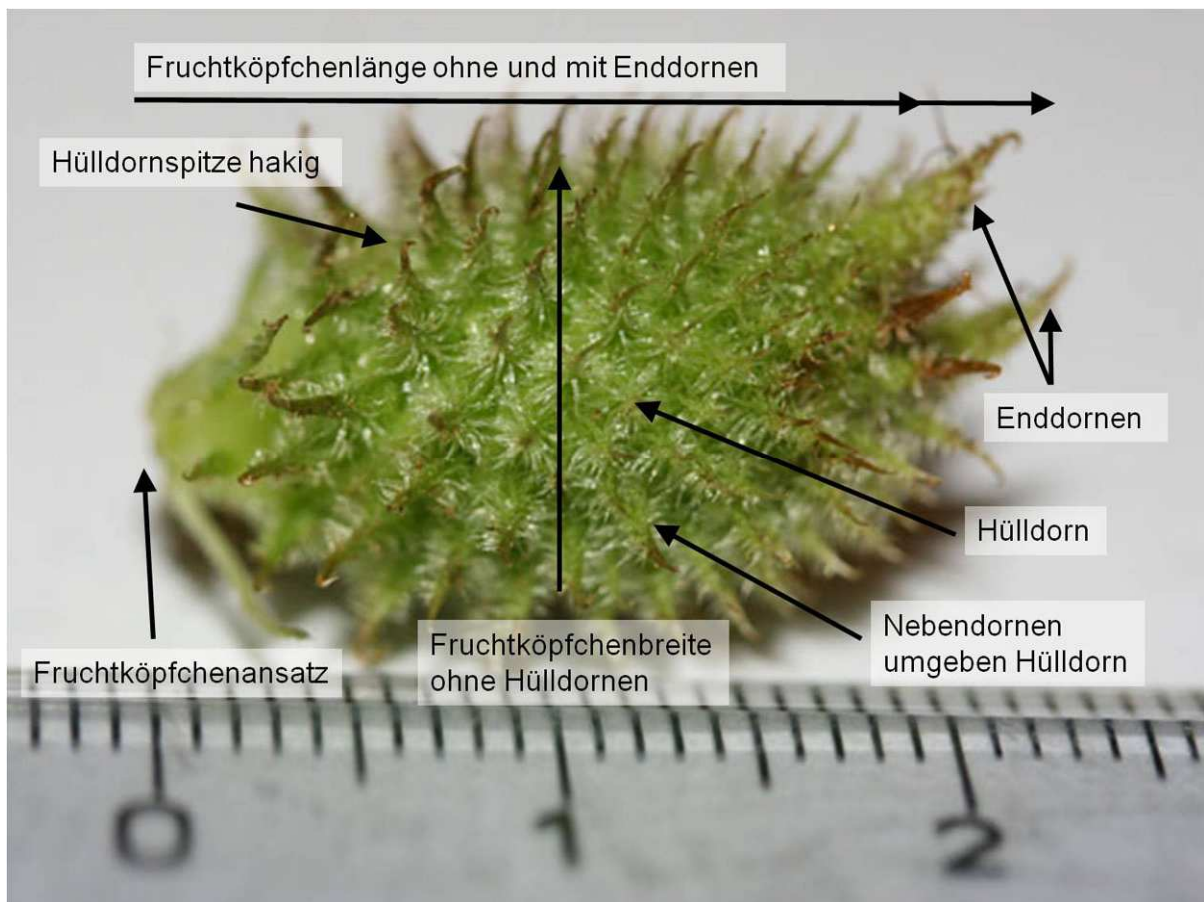 Fruchtköpfchenlänge ohne und mit Enddornen
Hülldornspitze hakig
Enddornen
Hülldorn
Nebendornen
umgeben Hülldorn
Fruchtköpfchenbreite
ohne Hülldornen
Fruchtköpfchenansatz
0 1 2